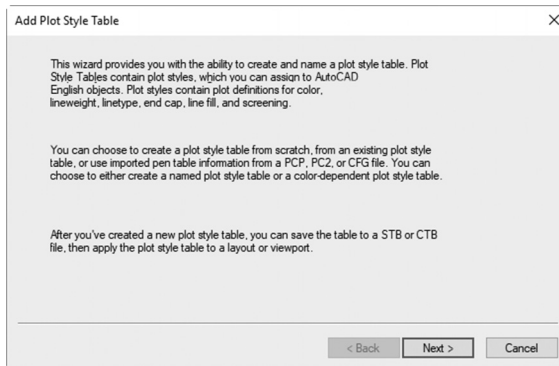 Add Plot Style Table
This wizard provides you with the ability to create and name a plot style table. Plot
Style Tables contain plot styles, which you can assign to AutoCAD
English objects. Plot styles contain plot definitions for color,
lineweight, linetype, end cap, line fill, and screening.
You can choose to create a plot style table from scratch, from an existing plot style
table, or use imported pen table information from a PCP, PC2, or CFG file. You can
choose to either create a named plot style table or a color-dependent plot style table.
After you've created a new plot style table, you can save the table to a STB or CTB
file, then apply the plot style table to a layout or viewport.
< Back Next > Cancel